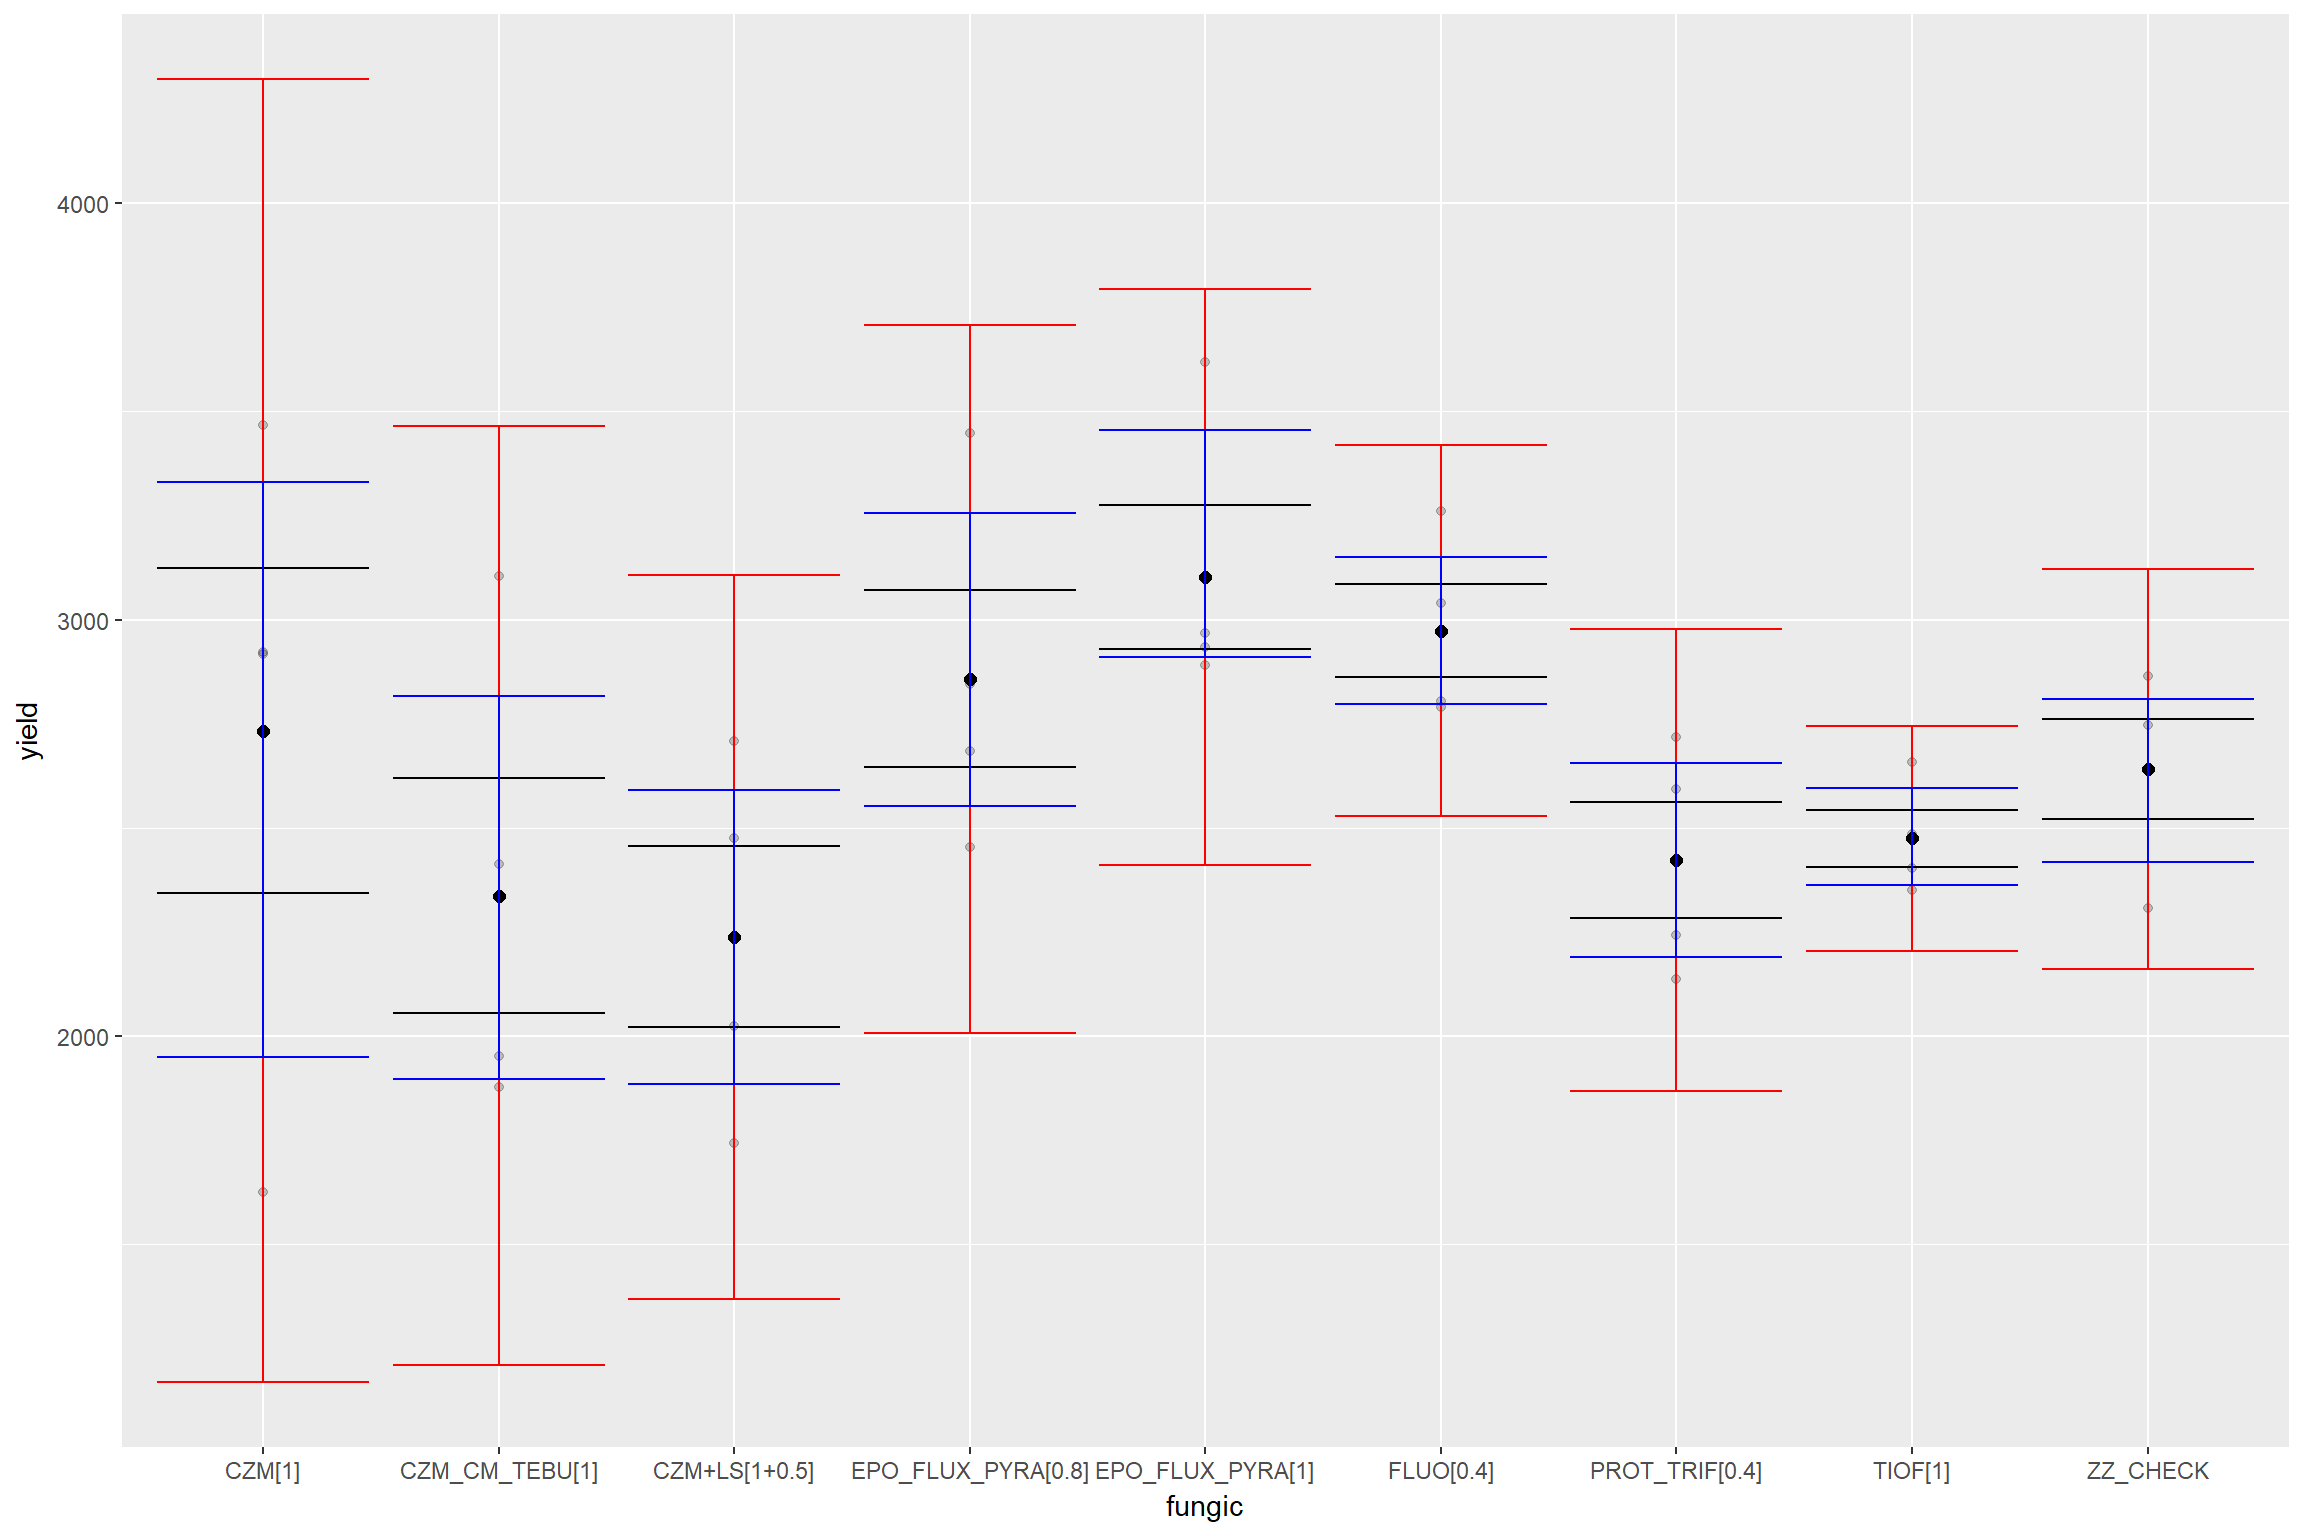 4000
3000
2000
yield
CZM[1] CZM_CM_TEBU[1] CZM+LS[1+0.5] EPO_FLUX_PYRA[0.8] EPO_FLUX_PYRA[1] FLUO[0.4] PROT_TRIF[0.4] TIOF[1] ZZ_CHECK
fungic